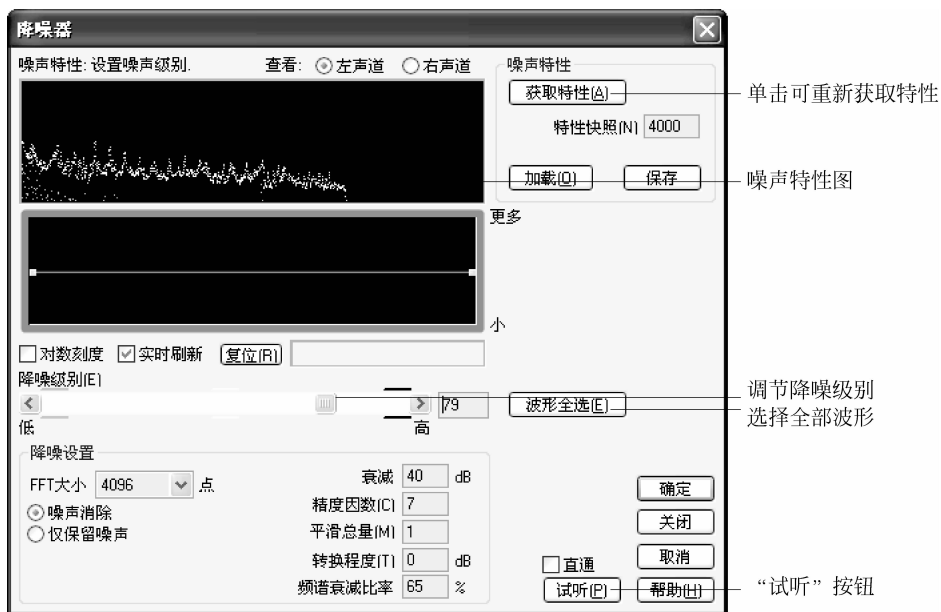 降噪器
噪声特性: 设置噪声级别.
查看: 左声道 右声道
噪声特性
获取特性(A)
单击可重新获取特性
特性快照(N) 4000
加载(O) 保存
噪声特性图
更多
小
对数刻度 实时刷新 复位(R)
降噪级别(E)
79
波形全选(E)
调节降噪级别
选择全部波形
低 高
降噪设置
FFT大小 4096 点
噪声消除
仅保留噪声
衰减 40 dB
精度因数(C) 7
平滑总量(M) 1
转换程度(T) 0 dB
频谱衰减比率 65 %
确定
关闭
直通 取消
试听(P) 帮助(H)
“试听”按钮